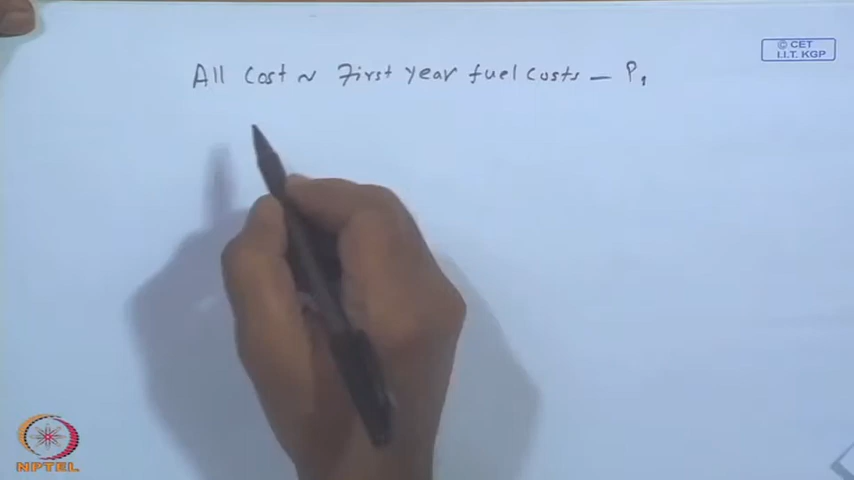 All Cost ~ First Year fuel Costs – P₁
© CET
I.I.T. KGP
NPTEL